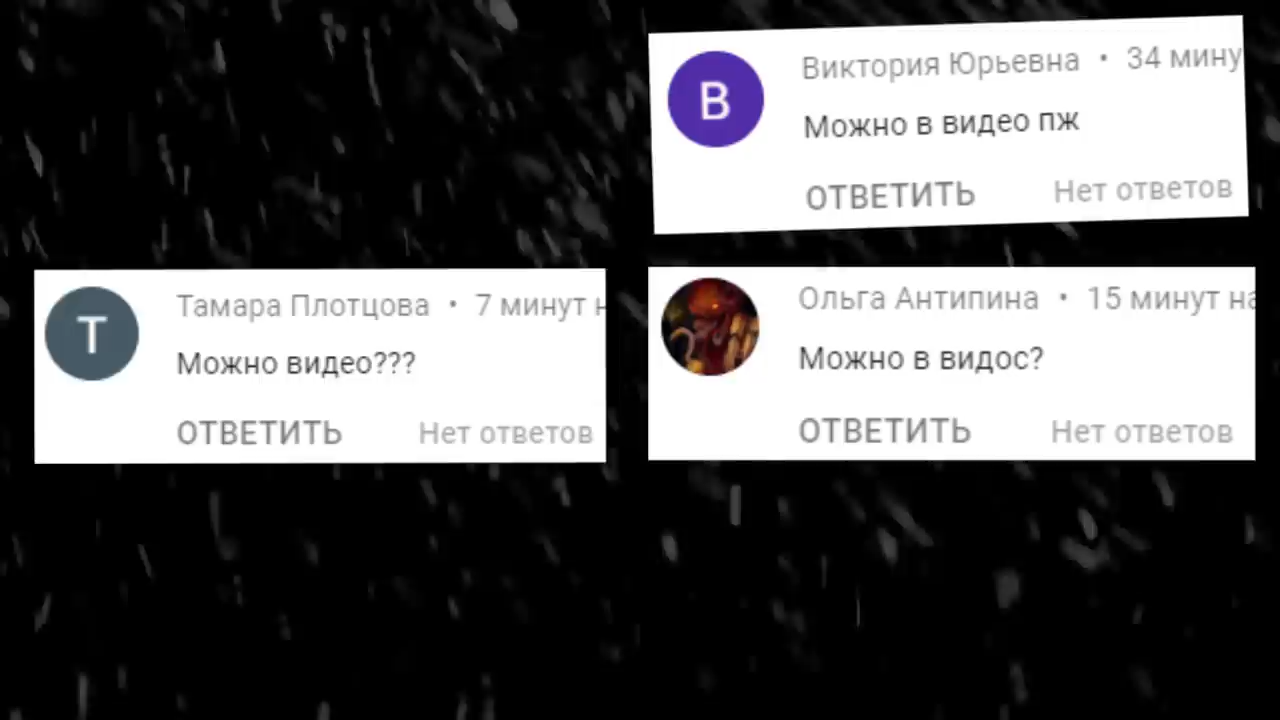 В
Виктория Юрьевна • 34 мину
Можно в видео пж
ОТВЕТИТЬ Нет ответов
Т
Тамара Плотцова • 7 минут н
Можно видео???
ОТВЕТИТЬ Нет ответов
Ольга Антипина • 15 минут на
Можно в видос?
ОТВЕТИТЬ Нет ответов